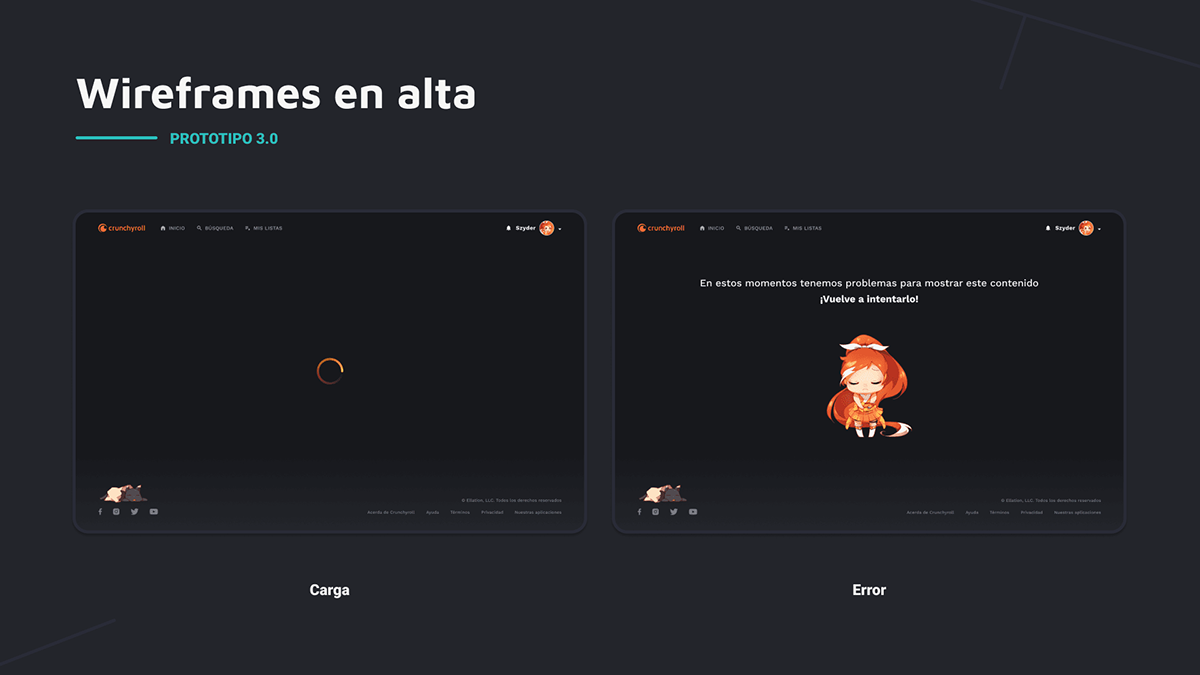 Wireframes en alta
PROTOTIPO 3.0
crunchyroll INICIO BÚSQUEDA MIS LISTAS Szyder
© Ellation, LLC. Todos los derechos reservados
Acerda de Crunchyroll Ayuda Términos Privacidad Nuestras aplicaciones
Carga
crunchyroll INICIO BÚSQUEDA MIS LISTAS Szyder
En estos momentos tenemos problemas para mostrar este contenido
¡Vuelve a intentarlo!
© Ellation, LLC. Todos los derechos reservados
Acerda de Crunchyroll Ayuda Términos Privacidad Nuestras aplicaciones
Error